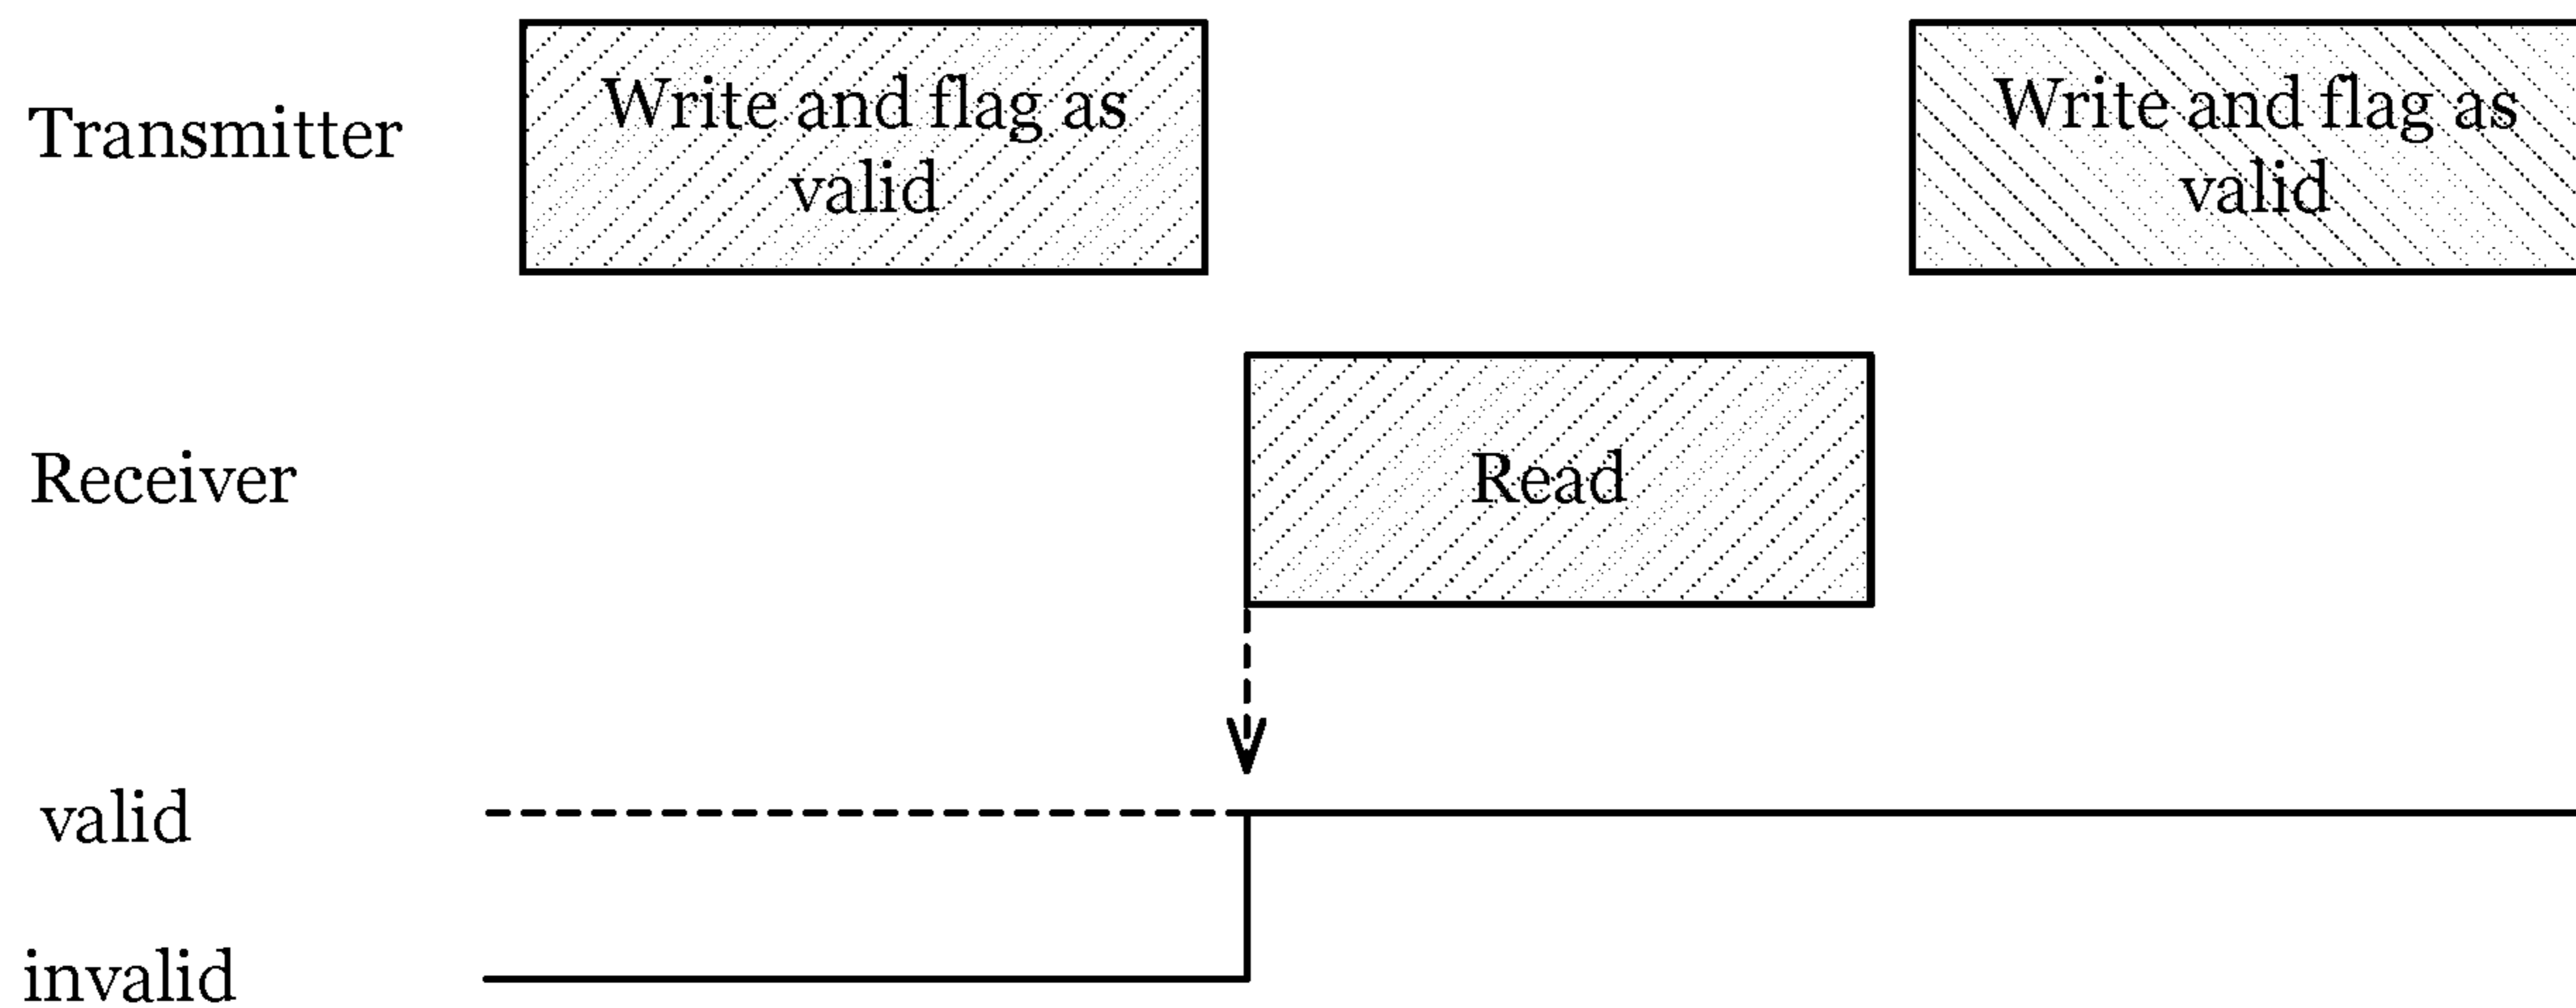 Transmitter
Write and flag as
valid
Write and flag as
valid
Receiver
Read
valid
invalid